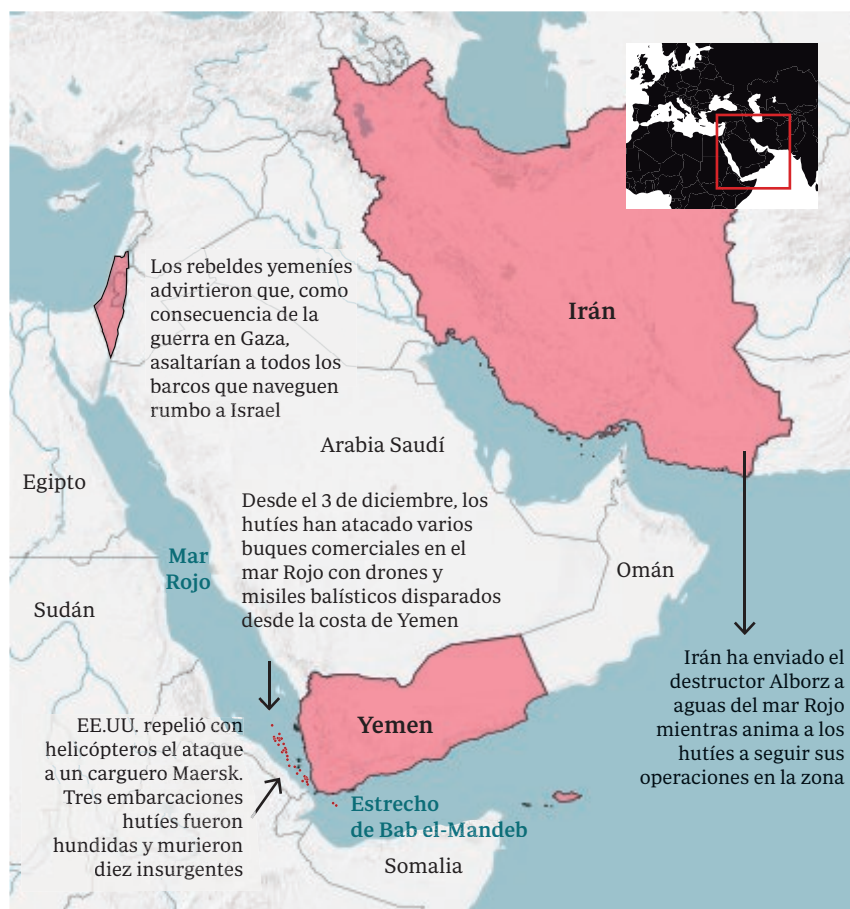 Los rebeldes yemeníes
advirtieron que, como
consecuencia de la
guerra en Gaza,
asaltarían a todos los
barcos que naveguen
rumbo a Israel
Irán
Arabia Saudí
Egipto
Desde el 3 de diciembre, los
hutíes han atacado varios
buques comerciales en el
mar Rojo con drones y
misiles balísticos disparados
desde la costa de Yemen
Mar
Rojo
Omán
Sudán
Irán ha enviado el
destructor Alborz a
aguas del mar Rojo
mientras anima a los
hutíes a seguir sus
operaciones en la zona
EE.UU. repelió con
helicópteros el ataque
a un carguero Maersk.
Tres embarcaciones
hutíes fueron
hundidas y murieron
diez insurgentes
Yemen
Estrecho
de Bab el-Mandeb
Somalia